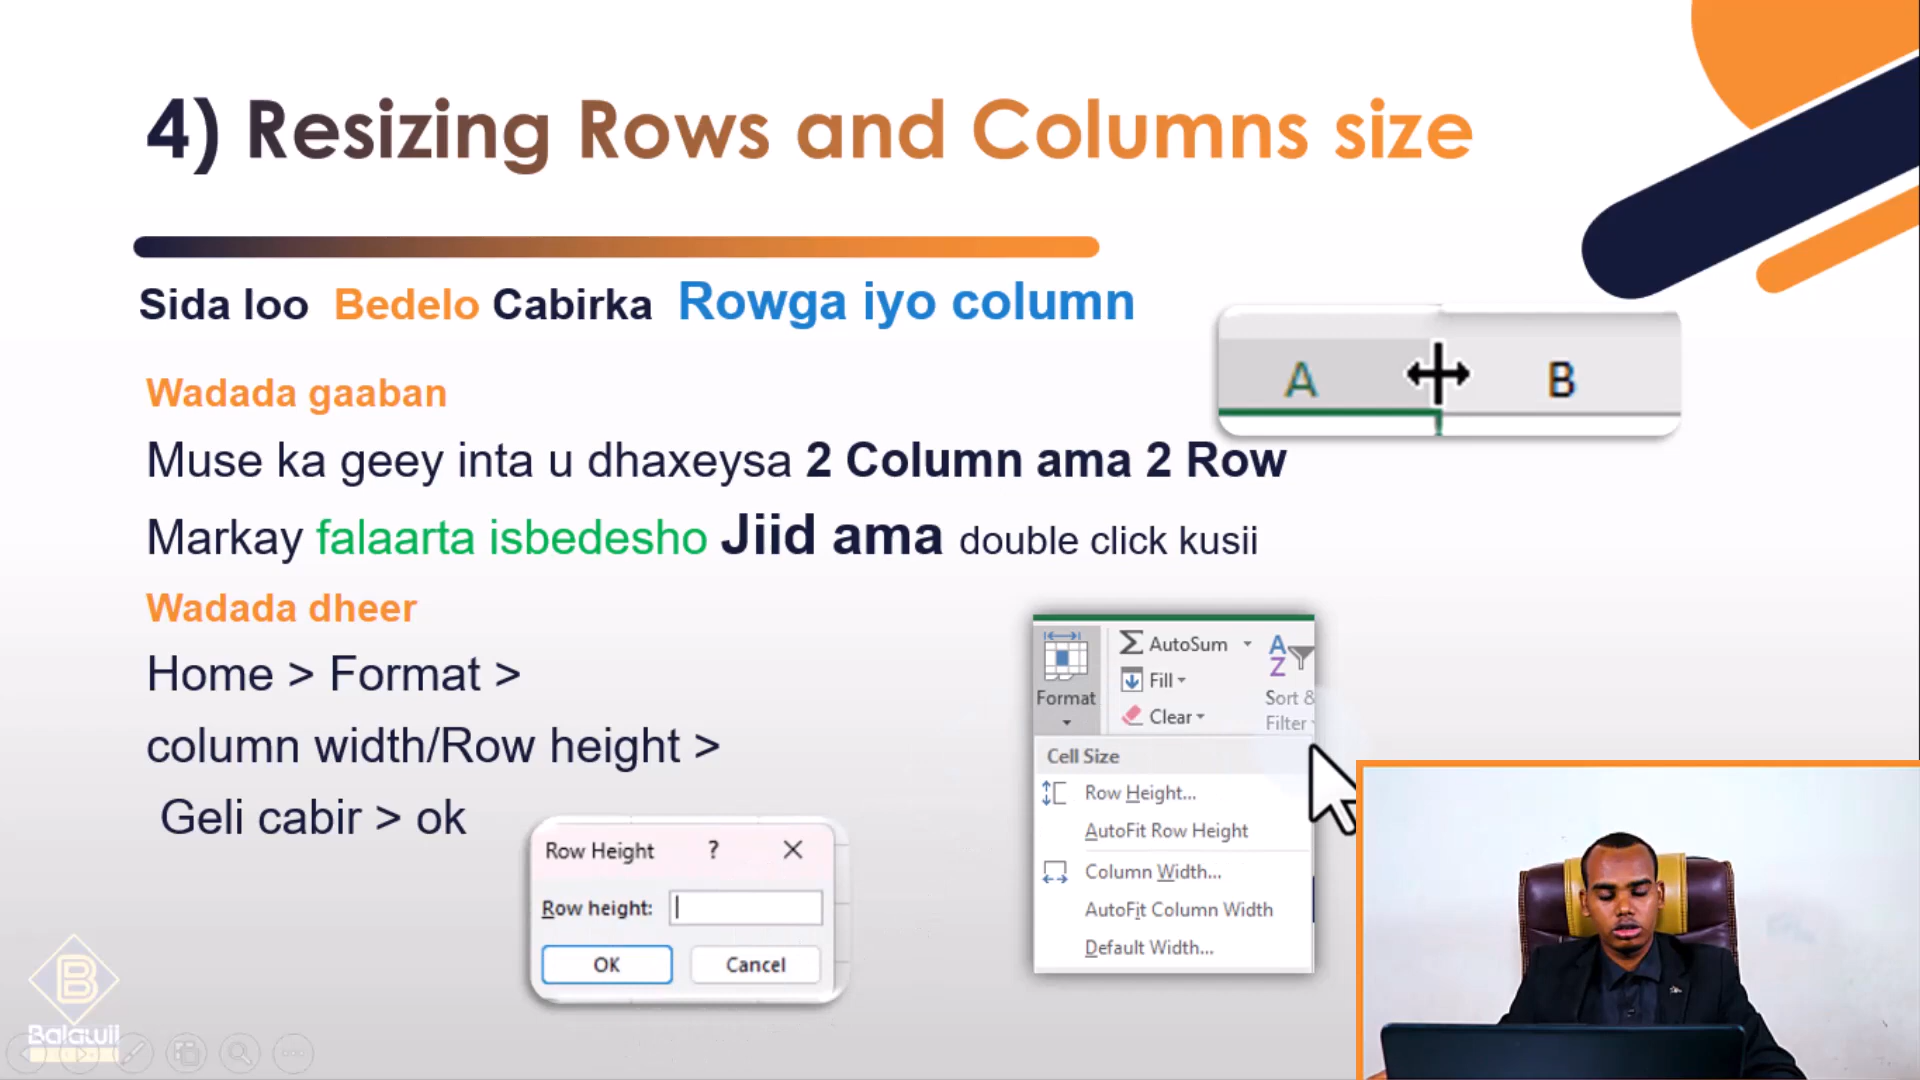 4) Resizing Rows and Columns size
Sida loo Bedelo Cabirka Rowga iyo column
A B
Wadada gaaban
Muse ka geey inta u dhaxeysa 2 Column ama 2 Row
Markay falaarta isbedesho Jiid ama double click kusii
Wadada dheer
Home > Format >
column width/Row height >
Geli cabir > ok
Row Height ? 
Row height:
OK Cancel
Format
AutoSum
Fill
Clear
A
Z
Sort &
Filter
Cell Size
Row Height...
AutoFit Row Height
Column Width...
AutoFit Column Width
Default Width...
B
Balawii